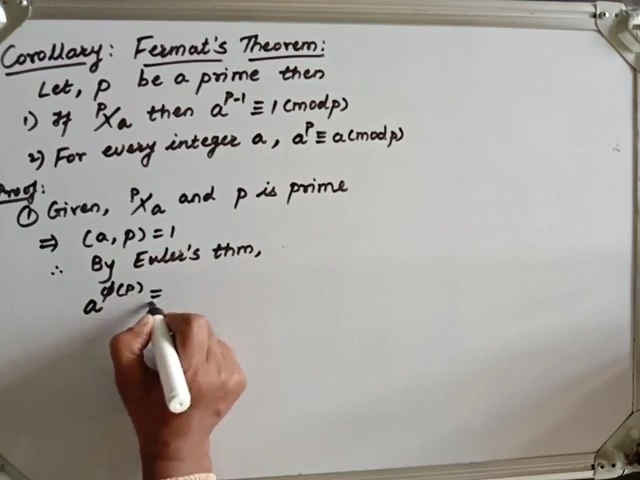 Corollary: Fermat's Theorem:
Let, p be a prime then
1) If p∤a then a^{p-1} ≡ 1 (mod p)
2) For every integer a, a^p ≡ a (mod p)
Proof:
① Given, p∤a and p is prime
⇒ (a, p) = 1
∴ By Euler's thm,
a^{φ(p)} =